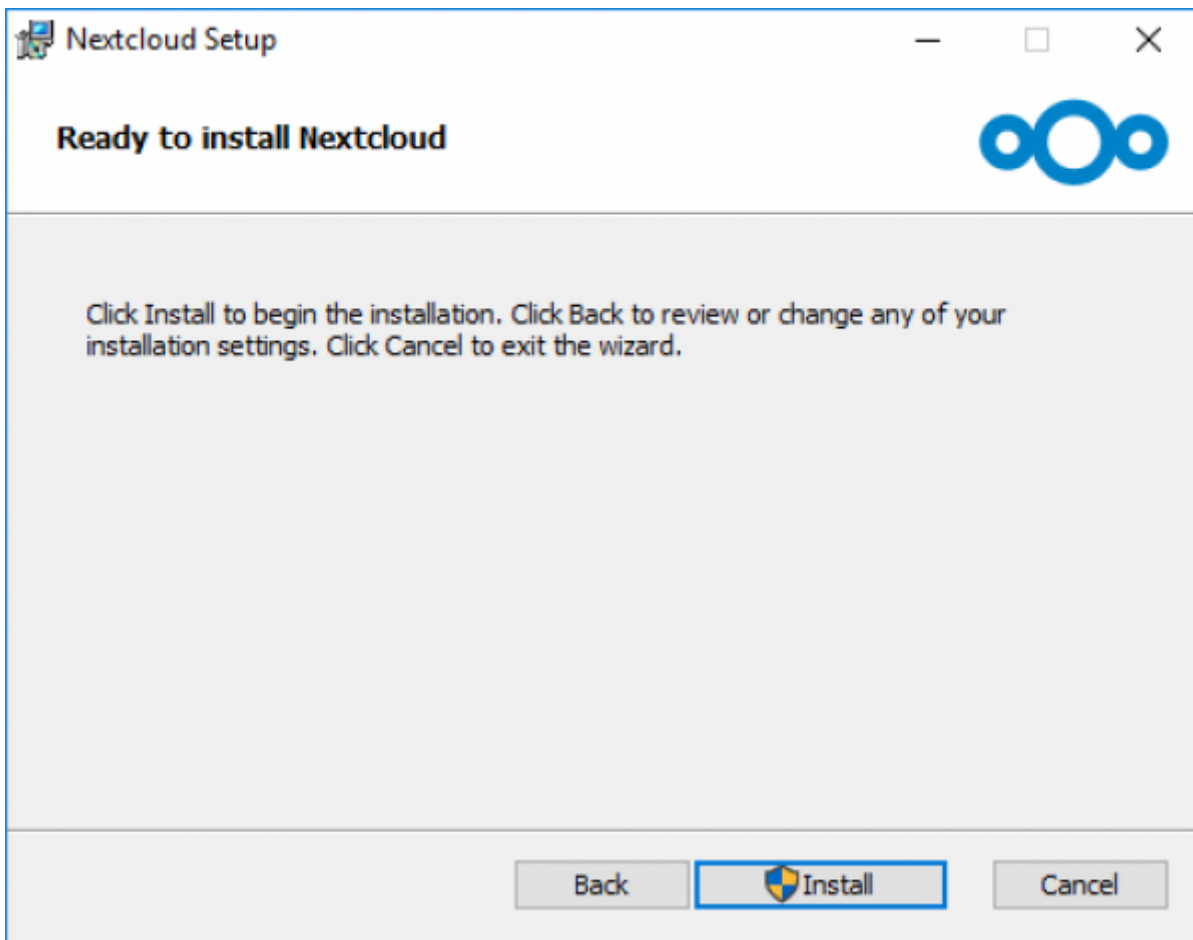 Nextcloud Setup
Ready to install Nextcloud
Click Install to begin the installation. Click Back to review or change any of your
installation settings. Click Cancel to exit the wizard.
Back
Install
Cancel